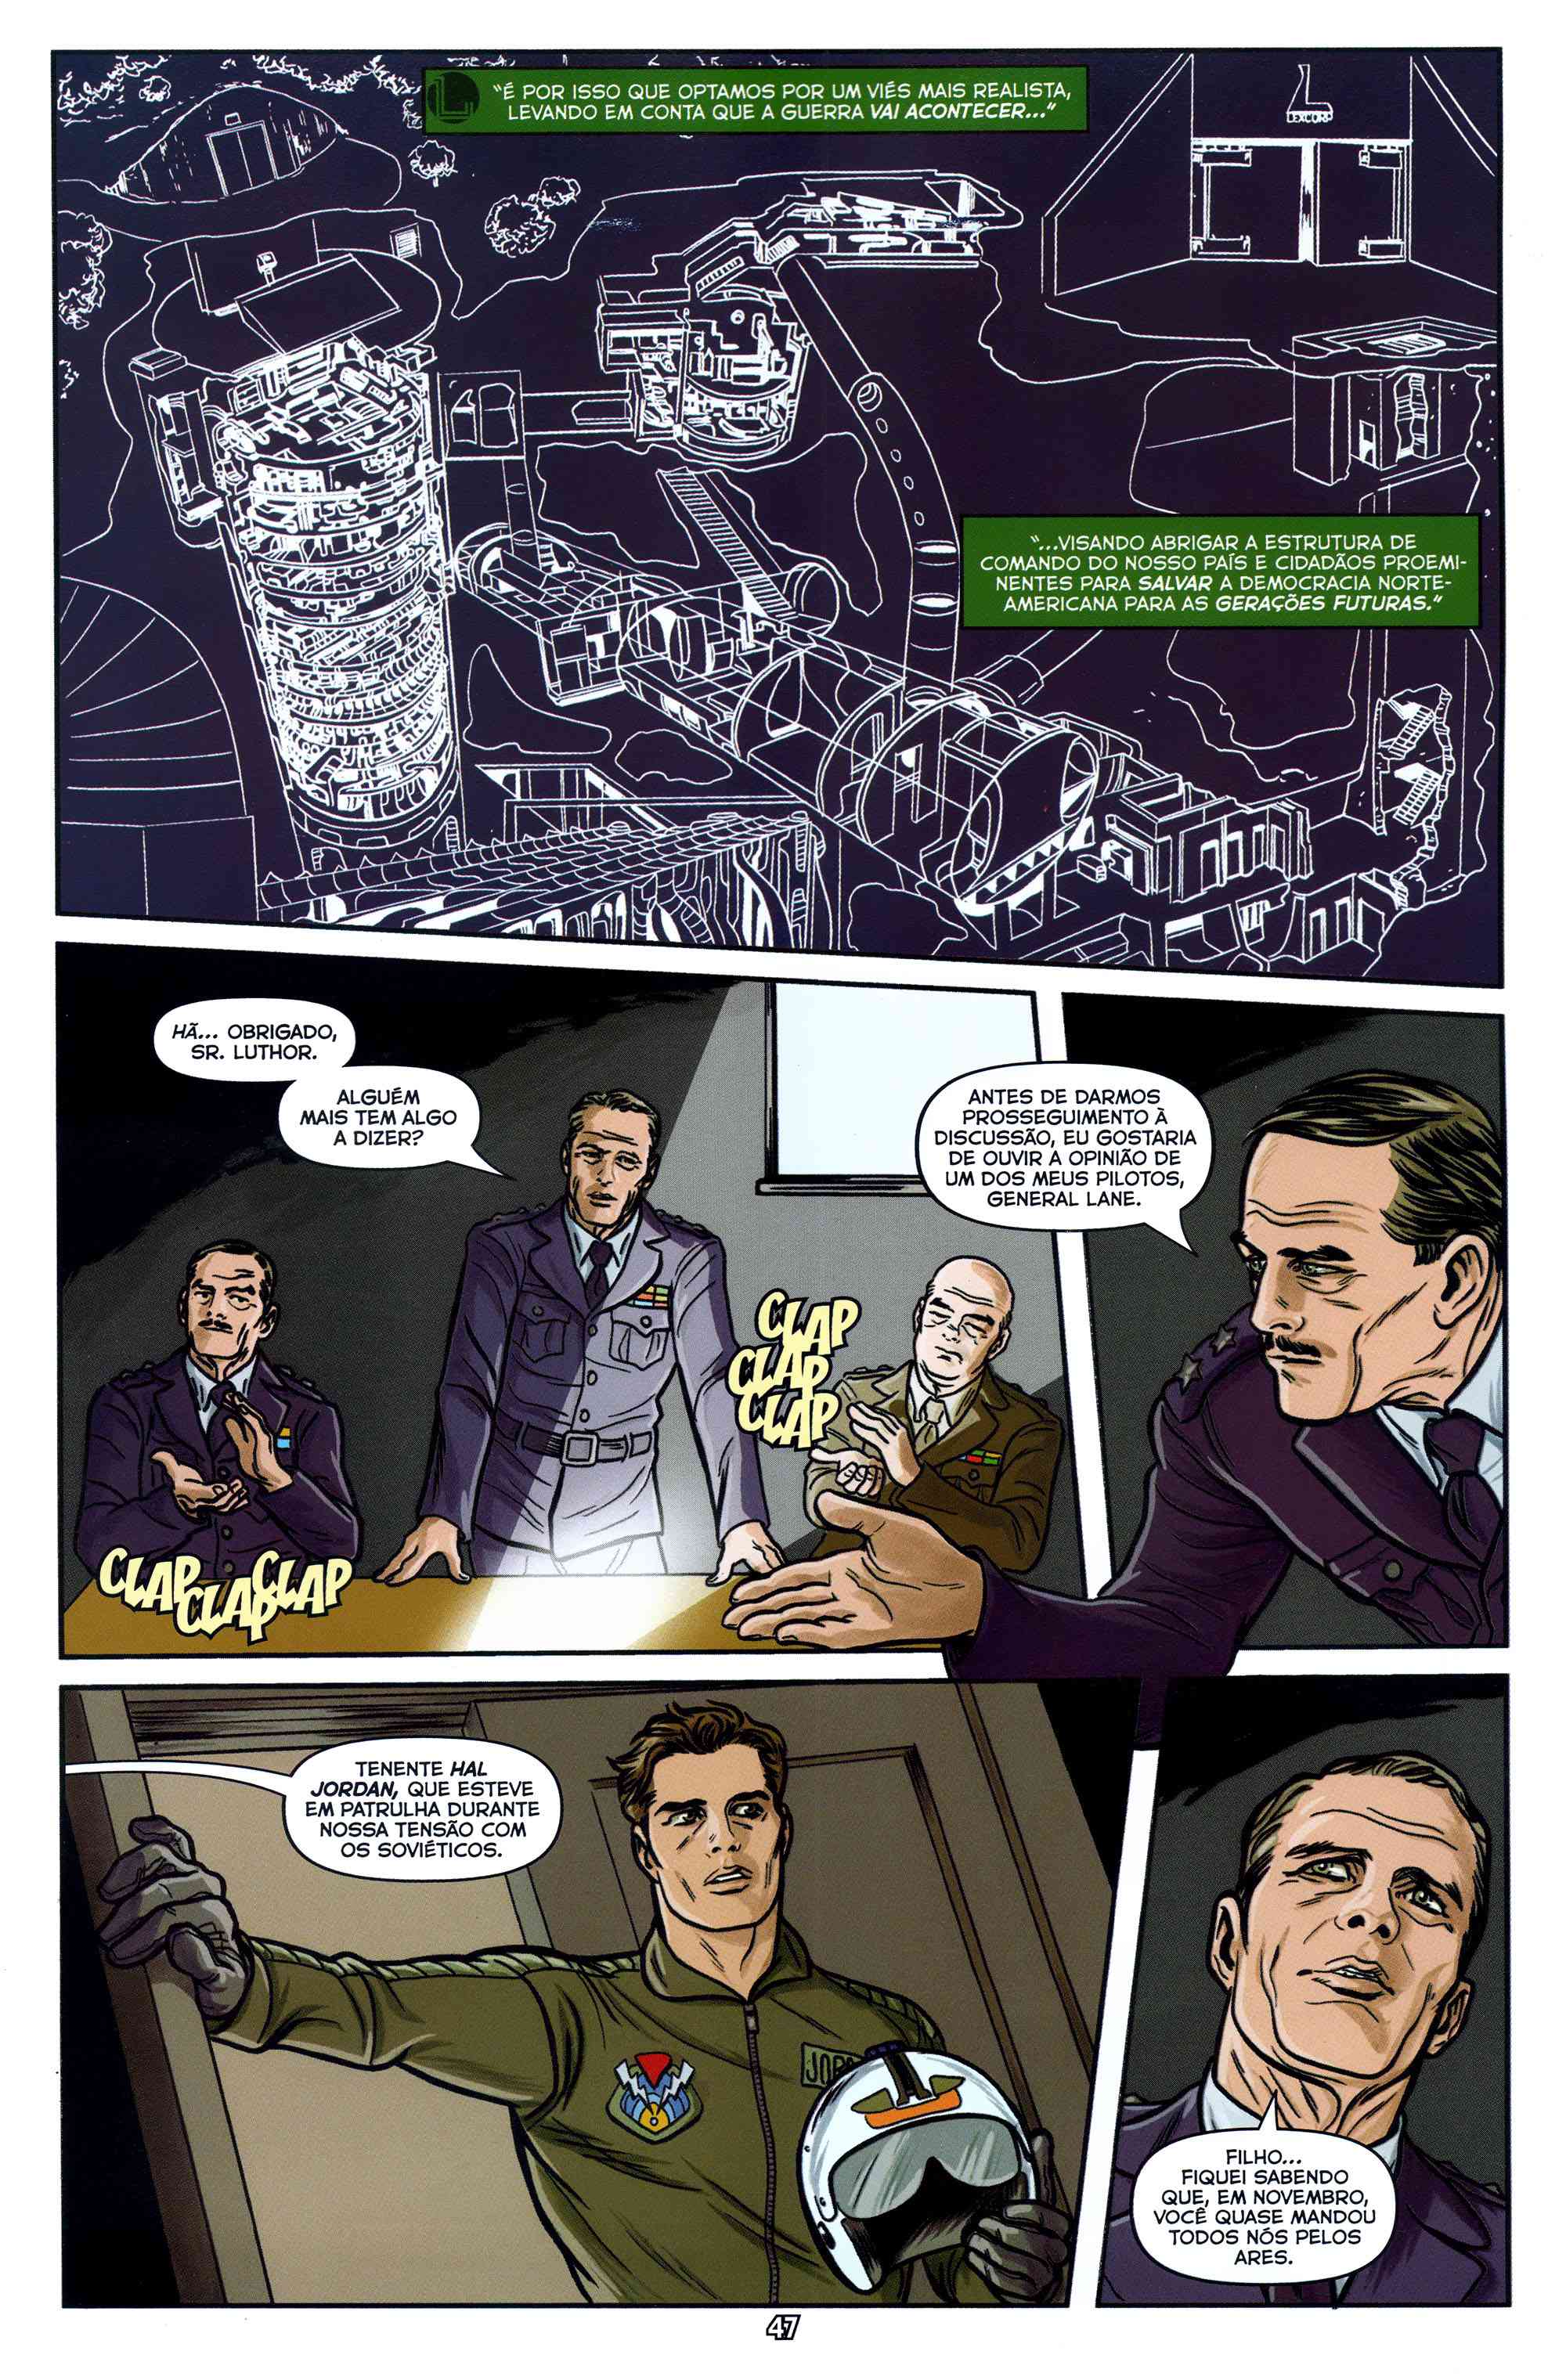 "É POR ISSO QUE OPTAMOS POR UM VIÉS MAIS REALISTA,
LEVANDO EM CONTA QUE A GUERRA VAI ACONTECER..."
L
LEXCORP
"...VISANDO ABRIGAR A ESTRUTURA DE
COMANDO DO NOSSO PAÍS E CIDADÃOS PROEMI-
NENTES PARA SALVAR A DEMOCRACIA NORTE-
AMERICANA PARA AS GERAÇÕES FUTURAS."
HÃ... OBRIGADO,
SR. LUTHOR.
ALGUÉM
MAIS TEM ALGO
A DIZER?
CLAP
CLAP
CLAP
CLAP
CLAP
CLAP
ANTES DE DARMOS
PROSSEGUIMENTO À
DISCUSSÃO, EU GOSTARIA
DE OUVIR A OPINIÃO DE
UM DOS MEUS PILOTOS,
GENERAL LANE.
TENENTE HAL
JORDAN, QUE ESTEVE
EM PATRULHA DURANTE
NOSSA TENSÃO COM
OS SOVIÉTICOS.
JOR
FILHO...
FIQUEI SABENDO
QUE, EM NOVEMBRO,
VOCÊ QUASE MANDOU
TODOS NÓS PELOS
ARES.
47